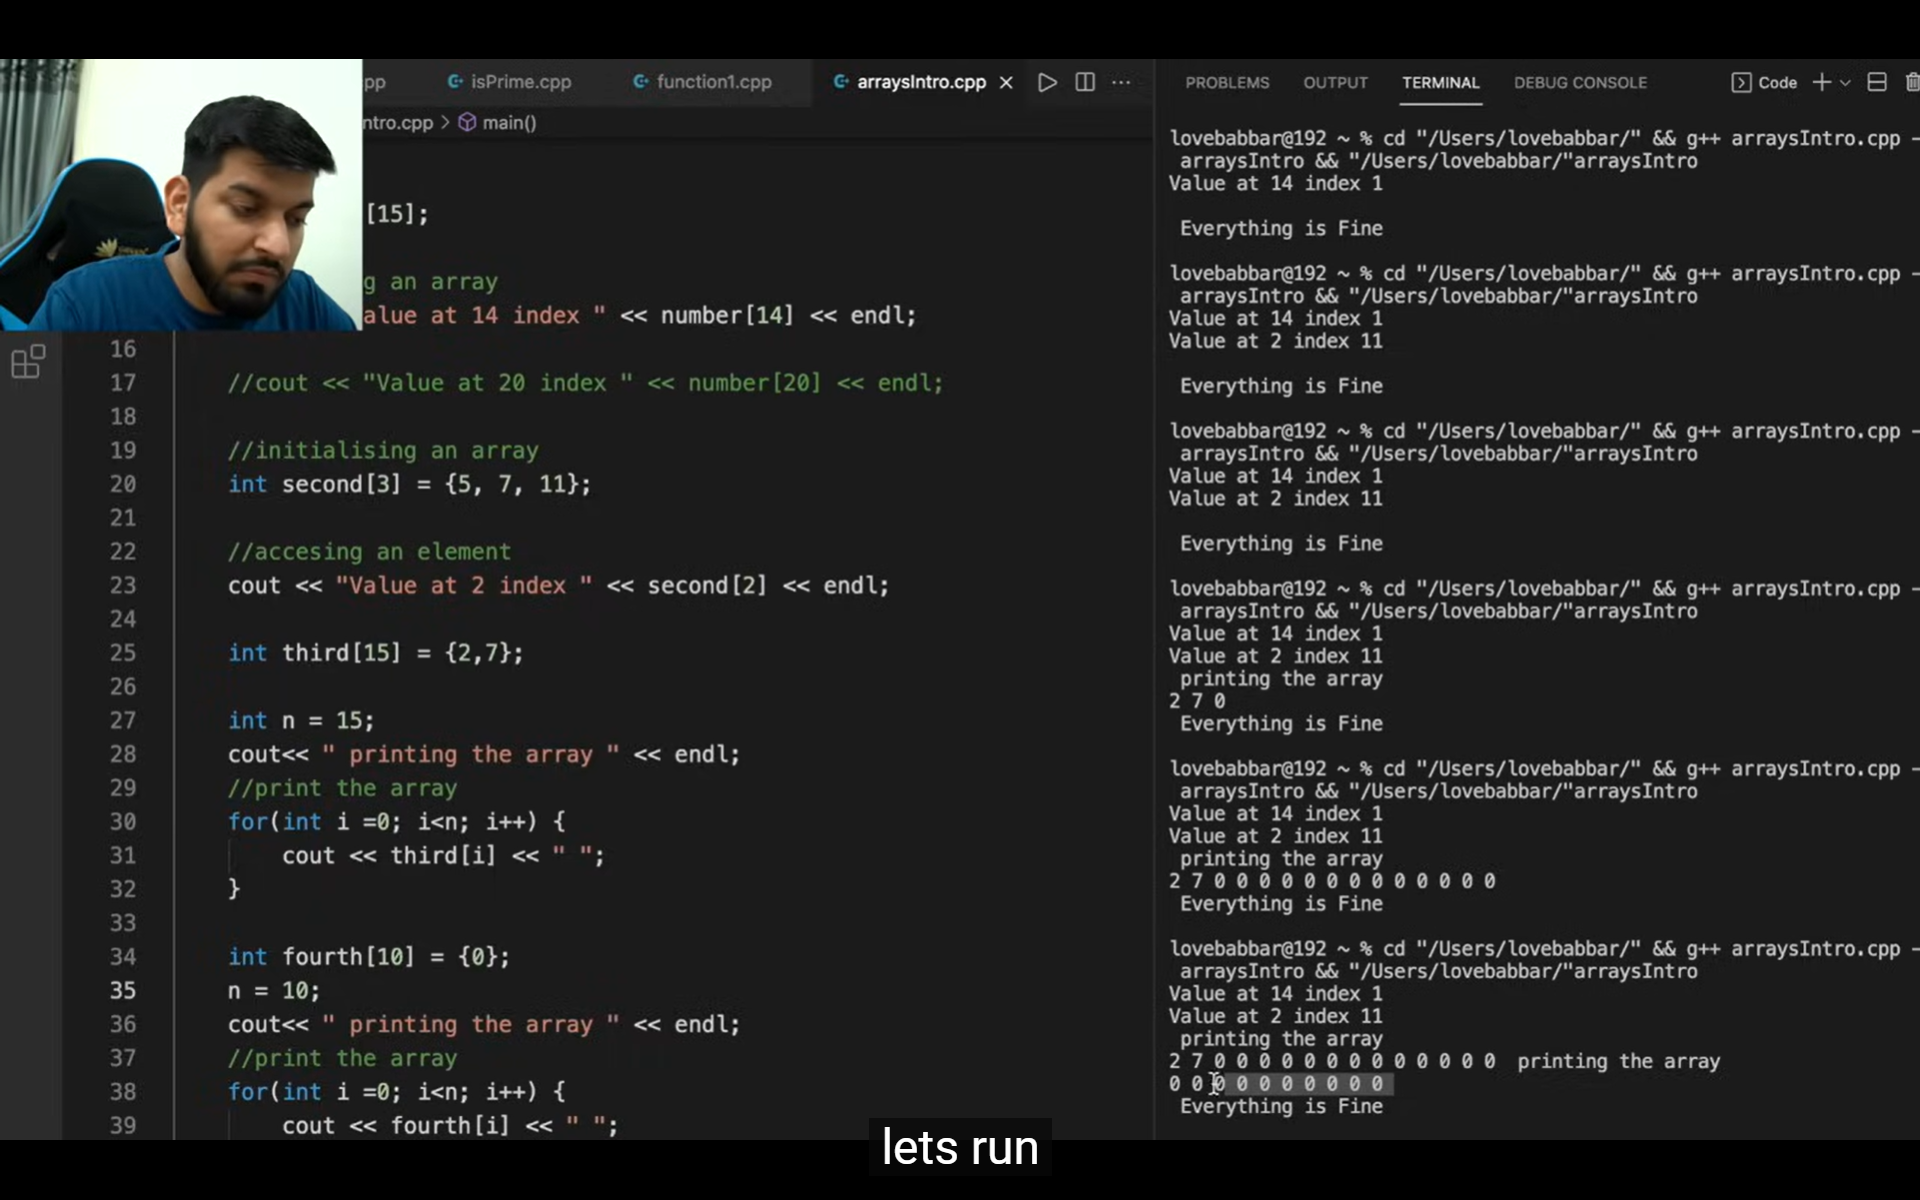 pp isPrime.cpp function1.cpp arraysIntro.cpp
ntro.cpp > main()
[15];
g an array
alue at 14 index " << number[14] << endl;
16
17 //cout << "Value at 20 index " << number[20] << endl;
18
19 //initialising an array
20 int second[3] = {5, 7, 11};
21
22 //accesing an element
23 cout << "Value at 2 index " << second[2] << endl;
24
25 int third[15] = {2,7};
26
27 int n = 15;
28 cout<< " printing the array " << endl;
29 //print the array
30 for(int i =0; i<n; i++) {
31 cout << third[i] << " ";
32 }
33
34 int fourth[10] = {0};
35 n = 10;
36 cout<< " printing the array " << endl;
37 //print the array
38 for(int i =0; i<n; i++) {
39 cout << fourth[i] << " ";
PROBLEMS OUTPUT TERMINAL DEBUG CONSOLE Code
lovebabbar@192 ~ % cd "/Users/lovebabbar/" && g++ arraysIntro.cpp -
arraysIntro && "/Users/lovebabbar/"arraysIntro
Value at 14 index 1
Everything is Fine
lovebabbar@192 ~ % cd "/Users/lovebabbar/" && g++ arraysIntro.cpp -
arraysIntro && "/Users/lovebabbar/"arraysIntro
Value at 14 index 1
Value at 2 index 11
Everything is Fine
lovebabbar@192 ~ % cd "/Users/lovebabbar/" && g++ arraysIntro.cpp -
arraysIntro && "/Users/lovebabbar/"arraysIntro
Value at 14 index 1
Value at 2 index 11
Everything is Fine
lovebabbar@192 ~ % cd "/Users/lovebabbar/" && g++ arraysIntro.cpp -
arraysIntro && "/Users/lovebabbar/"arraysIntro
Value at 14 index 1
Value at 2 index 11
printing the array
2 7 0
Everything is Fine
lovebabbar@192 ~ % cd "/Users/lovebabbar/" && g++ arraysIntro.cpp -
arraysIntro && "/Users/lovebabbar/"arraysIntro
Value at 14 index 1
Value at 2 index 11
printing the array
2 7 0 0 0 0 0 0 0 0 0 0 0 0 0
Everything is Fine
lovebabbar@192 ~ % cd "/Users/lovebabbar/" && g++ arraysIntro.cpp -
arraysIntro && "/Users/lovebabbar/"arraysIntro
Value at 14 index 1
Value at 2 index 11
printing the array
2 7 0 0 0 0 0 0 0 0 0 0 0 0 0 printing the array
0 0 0 0 0 0 0 0 0 0
Everything is Fine
lets run